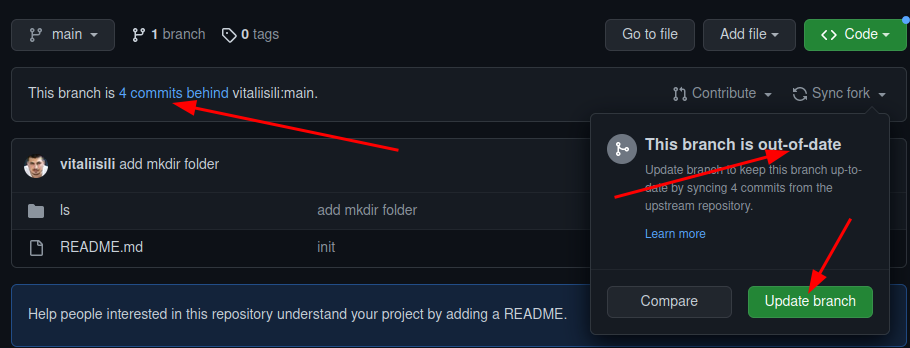 main 1 branch 0 tags Go to file Add file Code
This branch is 4 commits behind vitaliisili:main. Contribute Sync fork
This branch is out-of-date
Update branch to keep this branch up-to-
date by syncing 4 commits from the
upstream repository.
Learn more
Compare Update branch
vitaliisili add mkdir folder
ls add mkdir folder
README.md init
Help people interested in this repository understand your project by adding a README.